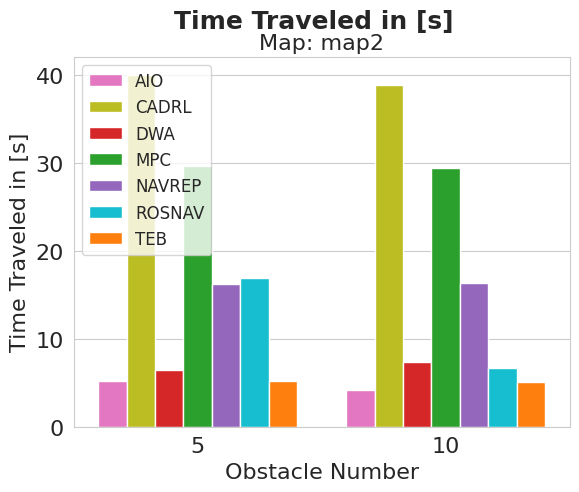 Time Traveled in [s]
Map: map2
Time Traveled in [s]
40
30
20
10
0
AIO
CADRL
DWA
MPC
NAVREP
ROSNAV
TEB
5
10
Obstacle Number